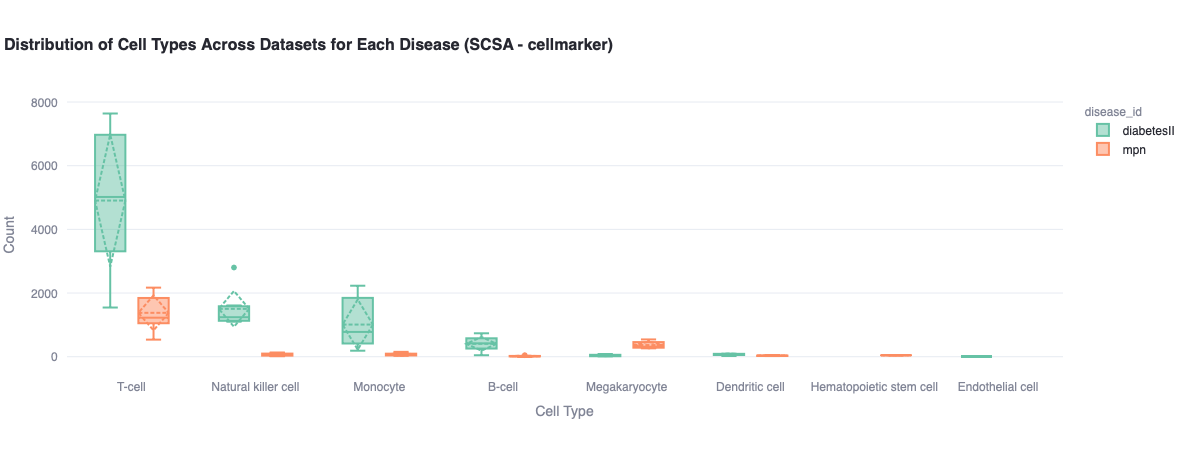 Distribution of Cell Types Across Datasets for Each Disease (SCSA - cellmarker)
disease_id
diabetesII
mpn
Count
8000
6000
4000
2000
0
T-cell
Natural killer cell
Monocyte
B-cell
Megakaryocyte
Dendritic cell
Hematopoietic stem cell
Endothelial cell
Cell Type